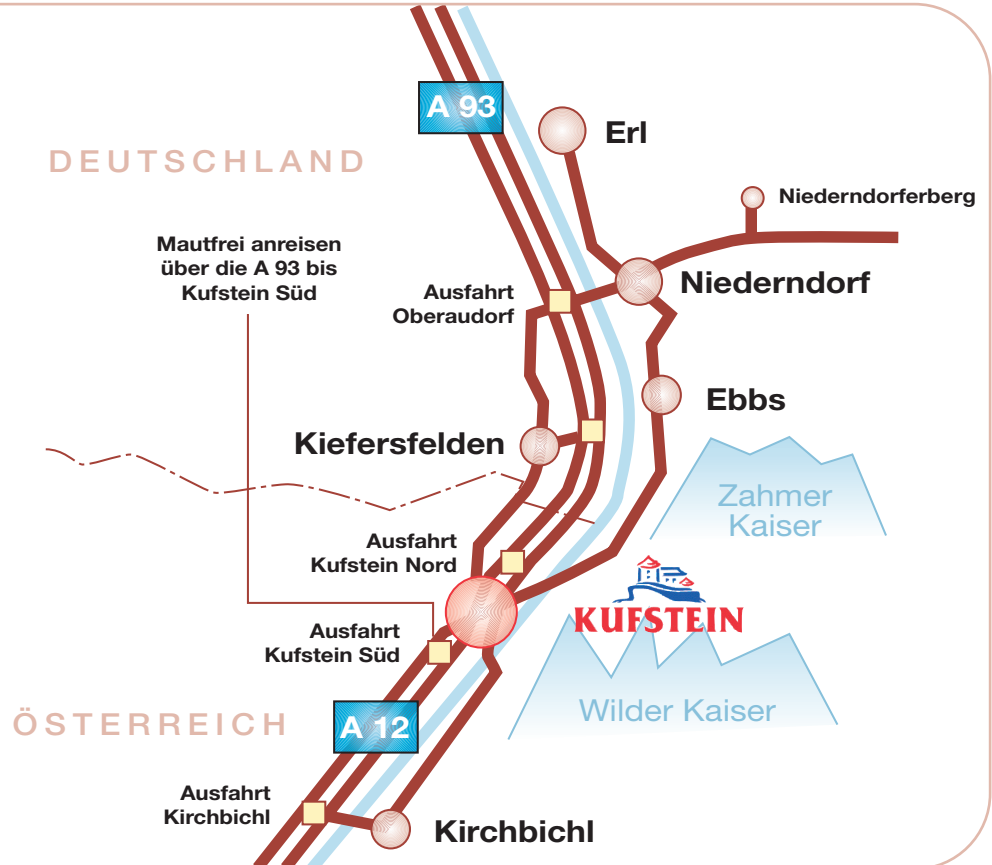 A 93
Erl
DEUTSCHLAND
Niederndorferberg
Mautfrei anreisen
über die A 93 bis
Kufstein Süd
Niederndorf
Ausfahrt
Oberaudorf
Ebbs
Kiefersfelden
Zahmer
Kaiser
Ausfahrt
Kufstein Nord
KUFSTEIN
Ausfahrt
Kufstein Süd
Wilder Kaiser
ÖSTERREICH
A 12
Ausfahrt
Kirchbichl
Kirchbichl